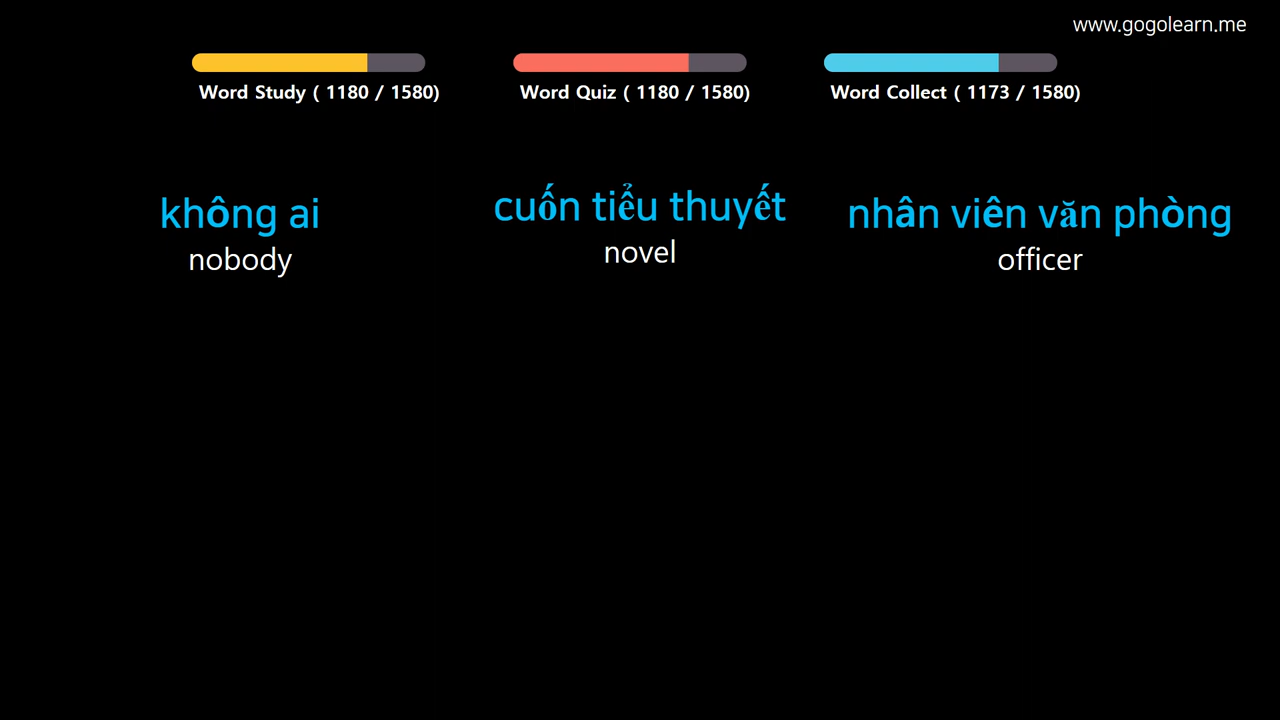 www.gogolearn.me
Word Study ( 1180 / 1580)
Word Quiz ( 1180 / 1580)
Word Collect ( 1173 / 1580)
không ai
nobody
cuốn tiểu thuyết
novel
nhân viên văn phòng
officer